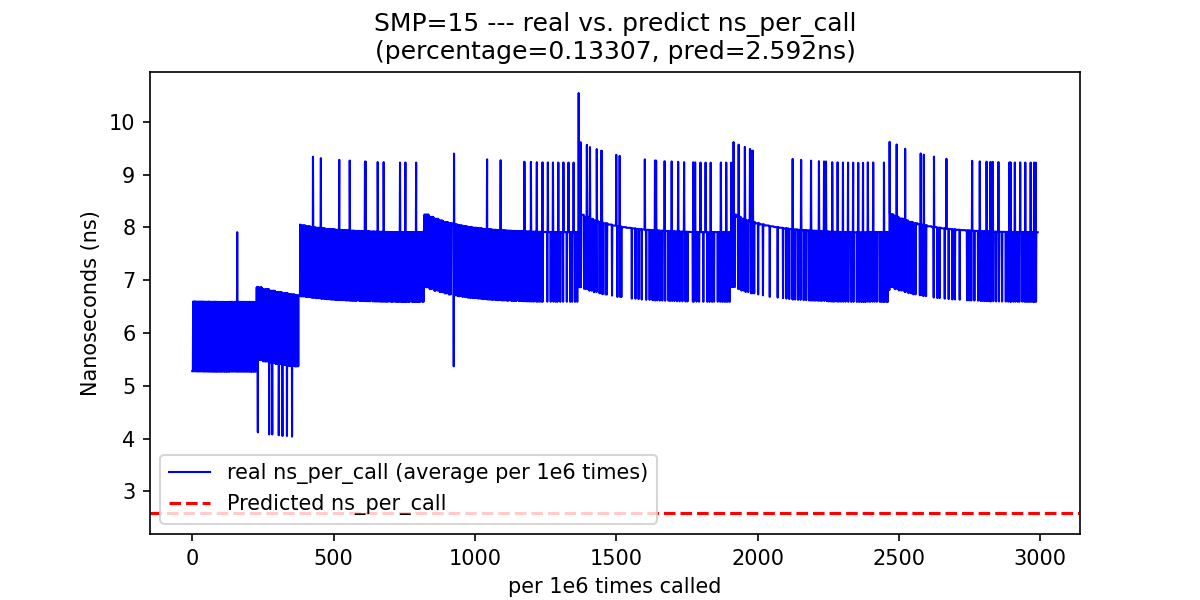 SMP=15 --- real vs. predict ns_per_call
(percentage=0.13307, pred=2.592ns)
Nanoseconds (ns)
10
9
8
7
6
5
4
3
real ns_per_call (average per 1e6 times)
Predicted ns_per_call
0 500 1000 1500 2000 2500 3000
per 1e6 times called